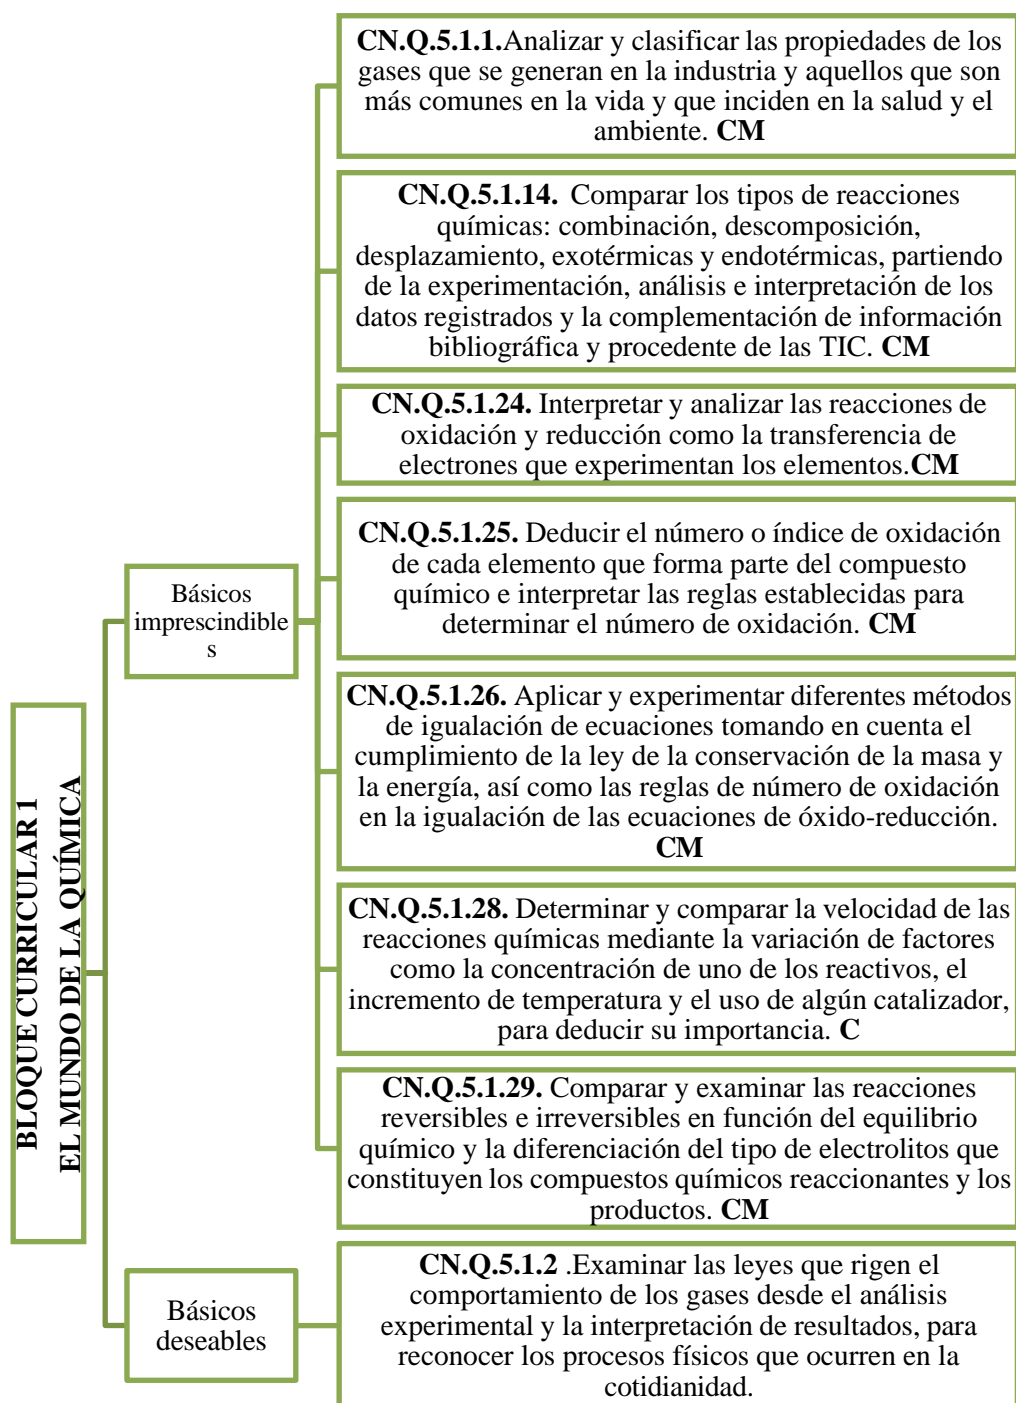 BLOQUE CURRICULAR 1
EL MUNDO DE LA QUÍMICA
Básicos
imprescindible
s
CN.Q.5.1.1.Analizar y clasificar las propiedades de los
gases que se generan en la industria y aquellos que son
más comunes en la vida y que inciden en la salud y el
ambiente. CM
CN.Q.5.1.14. Comparar los tipos de reacciones
químicas: combinación, descomposición,
desplazamiento, exotérmicas y endotérmicas, partiendo
de la experimentación, análisis e interpretación de los
datos registrados y la complementación de información
bibliográfica y procedente de las TIC. CM
CN.Q.5.1.24. Interpretar y analizar las reacciones de
oxidación y reducción como la transferencia de
electrones que experimentan los elementos.CM
CN.Q.5.1.25. Deducir el número o índice de oxidación
de cada elemento que forma parte del compuesto
químico e interpretar las reglas establecidas para
determinar el número de oxidación. CM
CN.Q.5.1.26. Aplicar y experimentar diferentes métodos
de igualación de ecuaciones tomando en cuenta el
cumplimiento de la ley de la conservación de la masa y
la energía, así como las reglas de número de oxidación
en la igualación de las ecuaciones de óxido-reducción.
CM
CN.Q.5.1.28. Determinar y comparar la velocidad de las
reacciones químicas mediante la variación de factores
como la concentración de uno de los reactivos, el
incremento de temperatura y el uso de algún catalizador,
para deducir su importancia. C
CN.Q.5.1.29. Comparar y examinar las reacciones
reversibles e irreversibles en función del equilibrio
químico y la diferenciación del tipo de electrolitos que
constituyen los compuestos químicos reaccionantes y los
productos. CM
Básicos
deseables
CN.Q.5.1.2 .Examinar las leyes que rigen el
comportamiento de los gases desde el análisis
experimental y la interpretación de resultados, para
reconocer los procesos físicos que ocurren en la
cotidianidad.